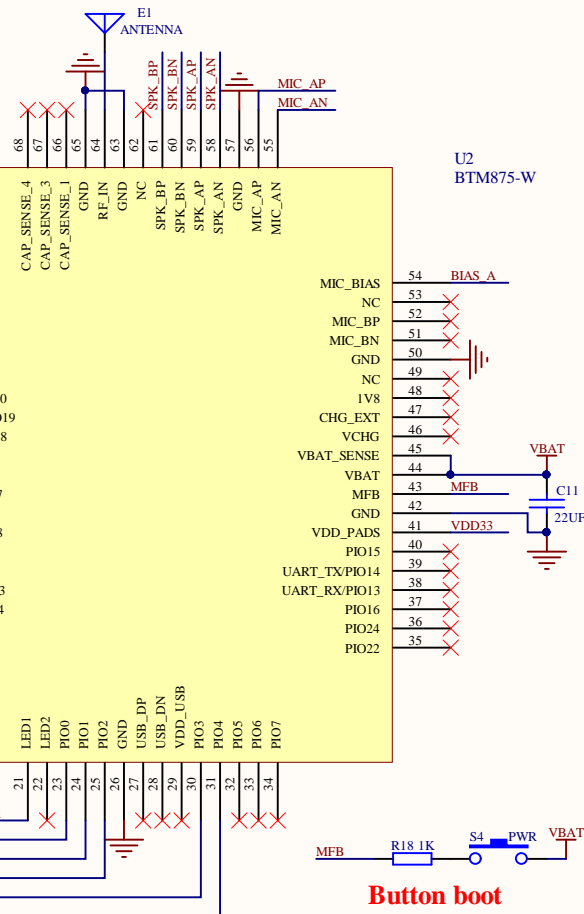 E1
ANTENNA
SPK_BP
SPK_BN
SPK_AP
SPK_AN
MIC_AP
MIC_AN
68
67
66
65
64
63
62
61
60
59
58
57
56
55
CAP_SENSE_4
CAP_SENSE_3
CAP_SENSE_1
GND
RF_IN
GND
NC
SPK_BP
SPK_BN
SPK_AP
SPK_AN
GND
MIC_AP
MIC_AN
U2
BTM875-W
MIC_BIAS 54 BIAS_A
NC 53
MIC_BP 52
MIC_BN 51
GND 50
NC 49
1V8 48
CHG_EXT 47
VCHG 46
VBAT_SENSE 45
VBAT 44
MFB 43 MFB
GND 42
VDD_PADS 41 VDD33
PIO15 40
UART_TX/PIO14 39
UART_RX/PIO13 38
PIO16 37
PIO24 36
PIO22 35
VBAT
C11
22UF
0
19
8
3
4
LED1
LED2
PIO0
PIO1
PIO2
GND
USB_DP
USB_DN
VDD_USB
PIO3
PIO4
PIO5
PIO6
PIO7
21
22
23
24
25
26
27
28
29
30
31
32
33
34
MFB
R18 1K
S4
PWR
VBAT
Button boot